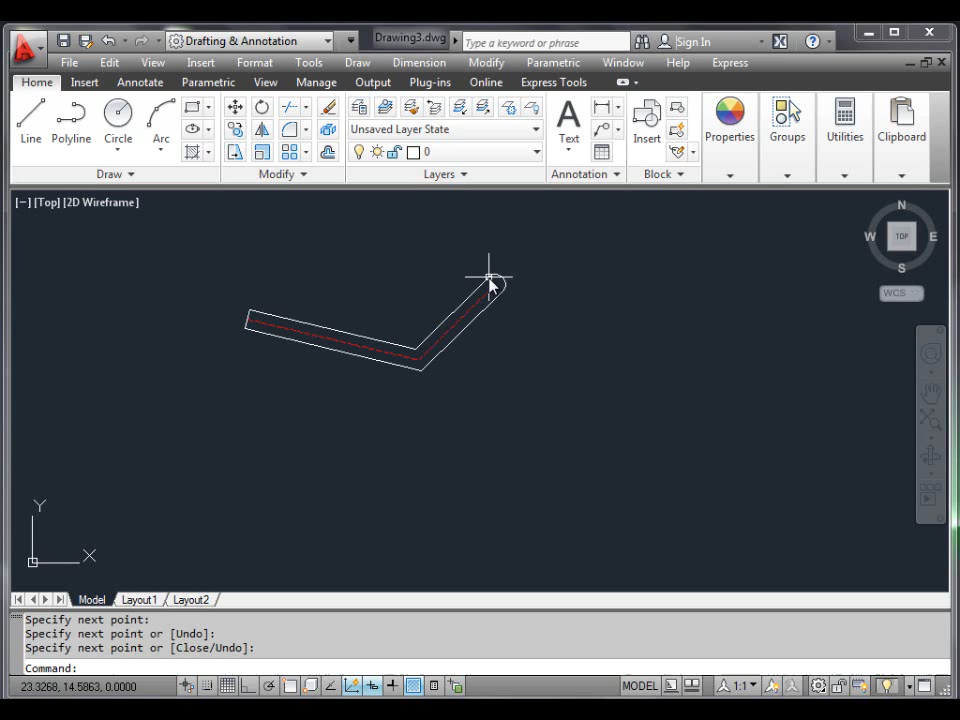 Drafting & Annotation
Drawing3.dwg
Type a keyword or phrase
Sign In
File Edit View Insert Format Tools Draw Dimension Modify Parametric Window Help Express
Home Insert Annotate Parametric View Manage Output Plug-ins Online Express Tools
Unsaved Layer State
Line Polyline Circle Arc
0
Text
Insert
Properties
Groups
Utilities
Clipboard
Draw Modify Layers Annotation Block
[−] [Top] [2D Wireframe]
N
W TOP E
S
WCS
Y
X
Model Layout1 Layout2
Specify next point:
Specify next point or [Undo]:
Specify next point or [Close/Undo]:
Command:
23.3268, 14.5863, 0.0000
MODEL
1:1